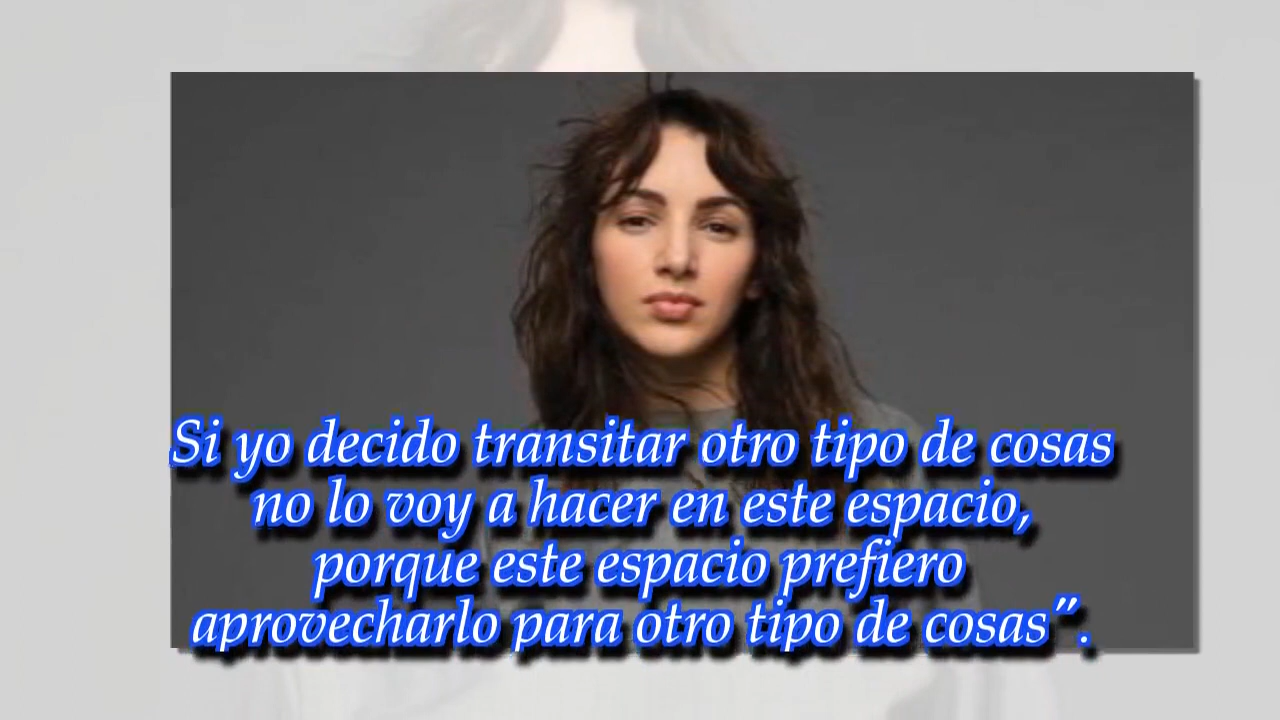 Si yo decido transitar otro tipo de cosas
no lo voy a hacer en este espacio,
porque este espacio prefiero
aprovecharlo para otro tipo de cosas”.